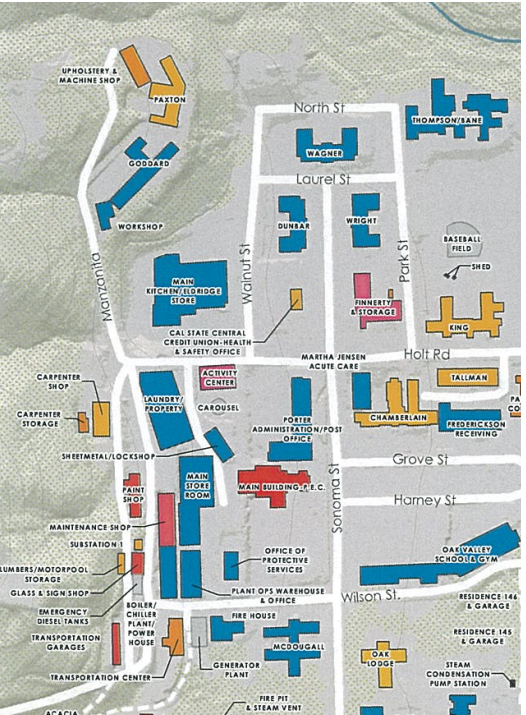 UPHOLSTERY &
MACHINE SHOP
PAXTON
North St
THOMPSON/BANE
WAGNER
GODDARD
Laurel St
WORKSHOP
DUNBAR
WRIGHT
Manzanita
Walnut St
Park St
BASEBALL
FIELD
SHED
MAIN
KITCHEN/ELDRIDGE
STORE
FINNERTY
& STORAGE
KING
CAL STATE CENTRAL
CREDIT UNION-HEALTH
& SAFETY OFFICE
MARTHA JENSEN
ACUTE CARE
Holt Rd
CARPENTER
SHOP
ACTIVITY
CENTER
TALLMAN
LAUNDRY/
PROPERTY
CAROUSEL
CARPENTER
STORAGE
PORTER
ADMINISTRATION/POST
OFFICE
CHAMBERLAIN
FREDERICKSON
RECEIVING
PA
CO
SHEETMETAL/LOCKSHOP
Grove St
MAIN
STORE
ROOM
MAIN BUILDING-P.E.C.
PAINT
SHOP
Sonoma St
Harney St
MAINTENANCE SHOP
SUBSTATION 1
OFFICE OF
PROTECTIVE
SERVICES
OAK VALLEY
SCHOOL & GYM
LUMBERS/MOTORPOOL
STORAGE
GLASS & SIGN SHOP
PLANT OPS WAREHOUSE
& OFFICE
Wilson St.
RESIDENCE 146
& GARAGE
EMERGENCY
DIESEL TANKS
BOILER/
CHILLER
PLANT/
POWER
HOUSE
FIRE HOUSE
TRANSPORTATION
GARAGES
MCDOUGALL
RESIDENCE 145
& GARAGE
OAK
LODGE
GENERATOR
PLANT
STEAM
CONDENSATION
PUMP STATION
TRANSPORTATION CENTER
FIRE PIT
& STEAM VENT
ACACIA